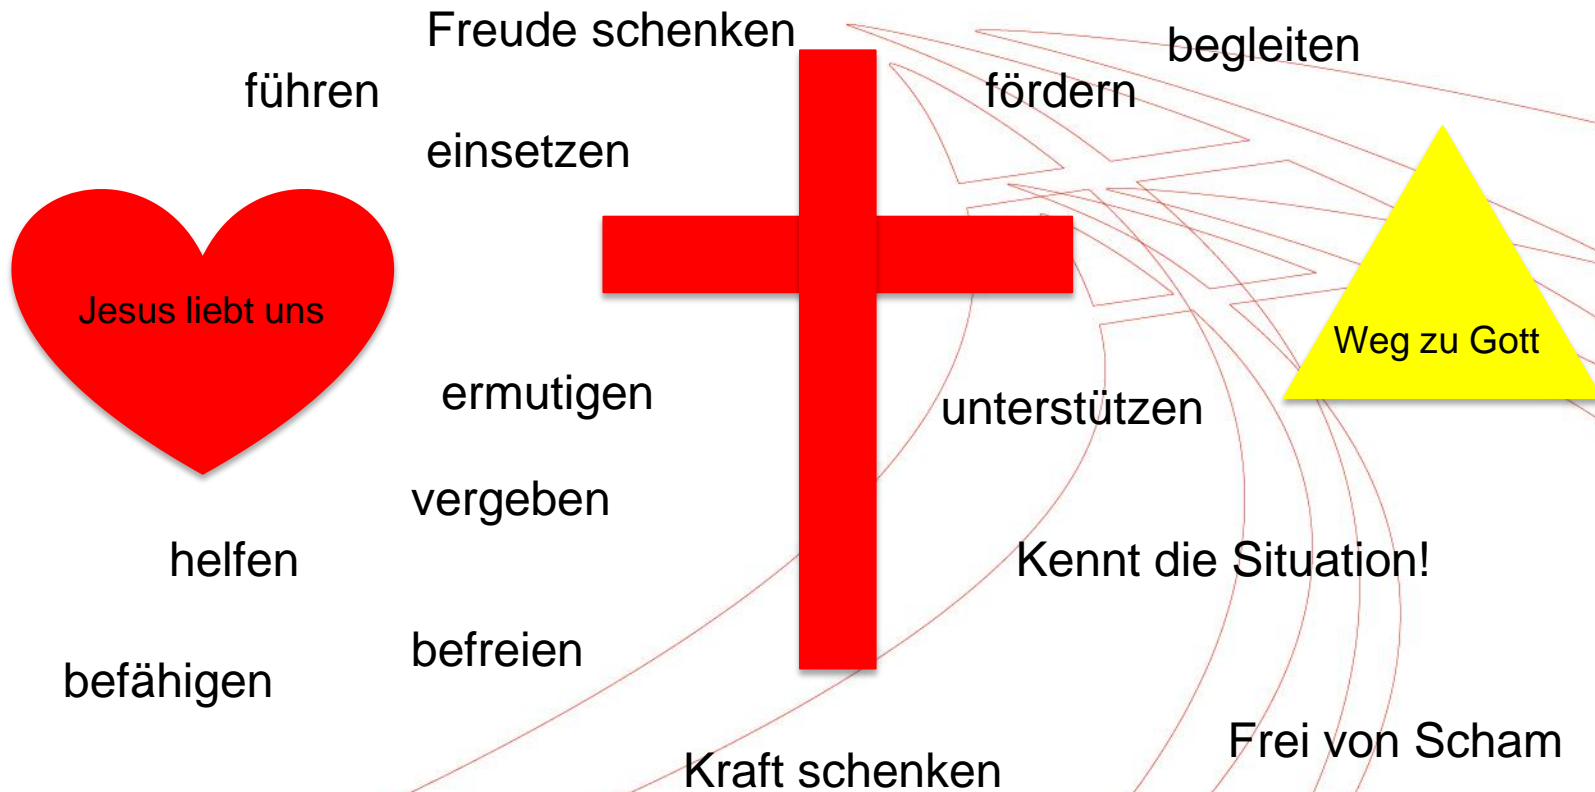 Freude schenken
begleiten
führen
fördern
einsetzen
Jesus liebt uns
Weg zu Gott
ermutigen
unterstützen
vergeben
helfen
Kennt die Situation!
befreien
befähigen
Frei von Scham
Kraft schenken